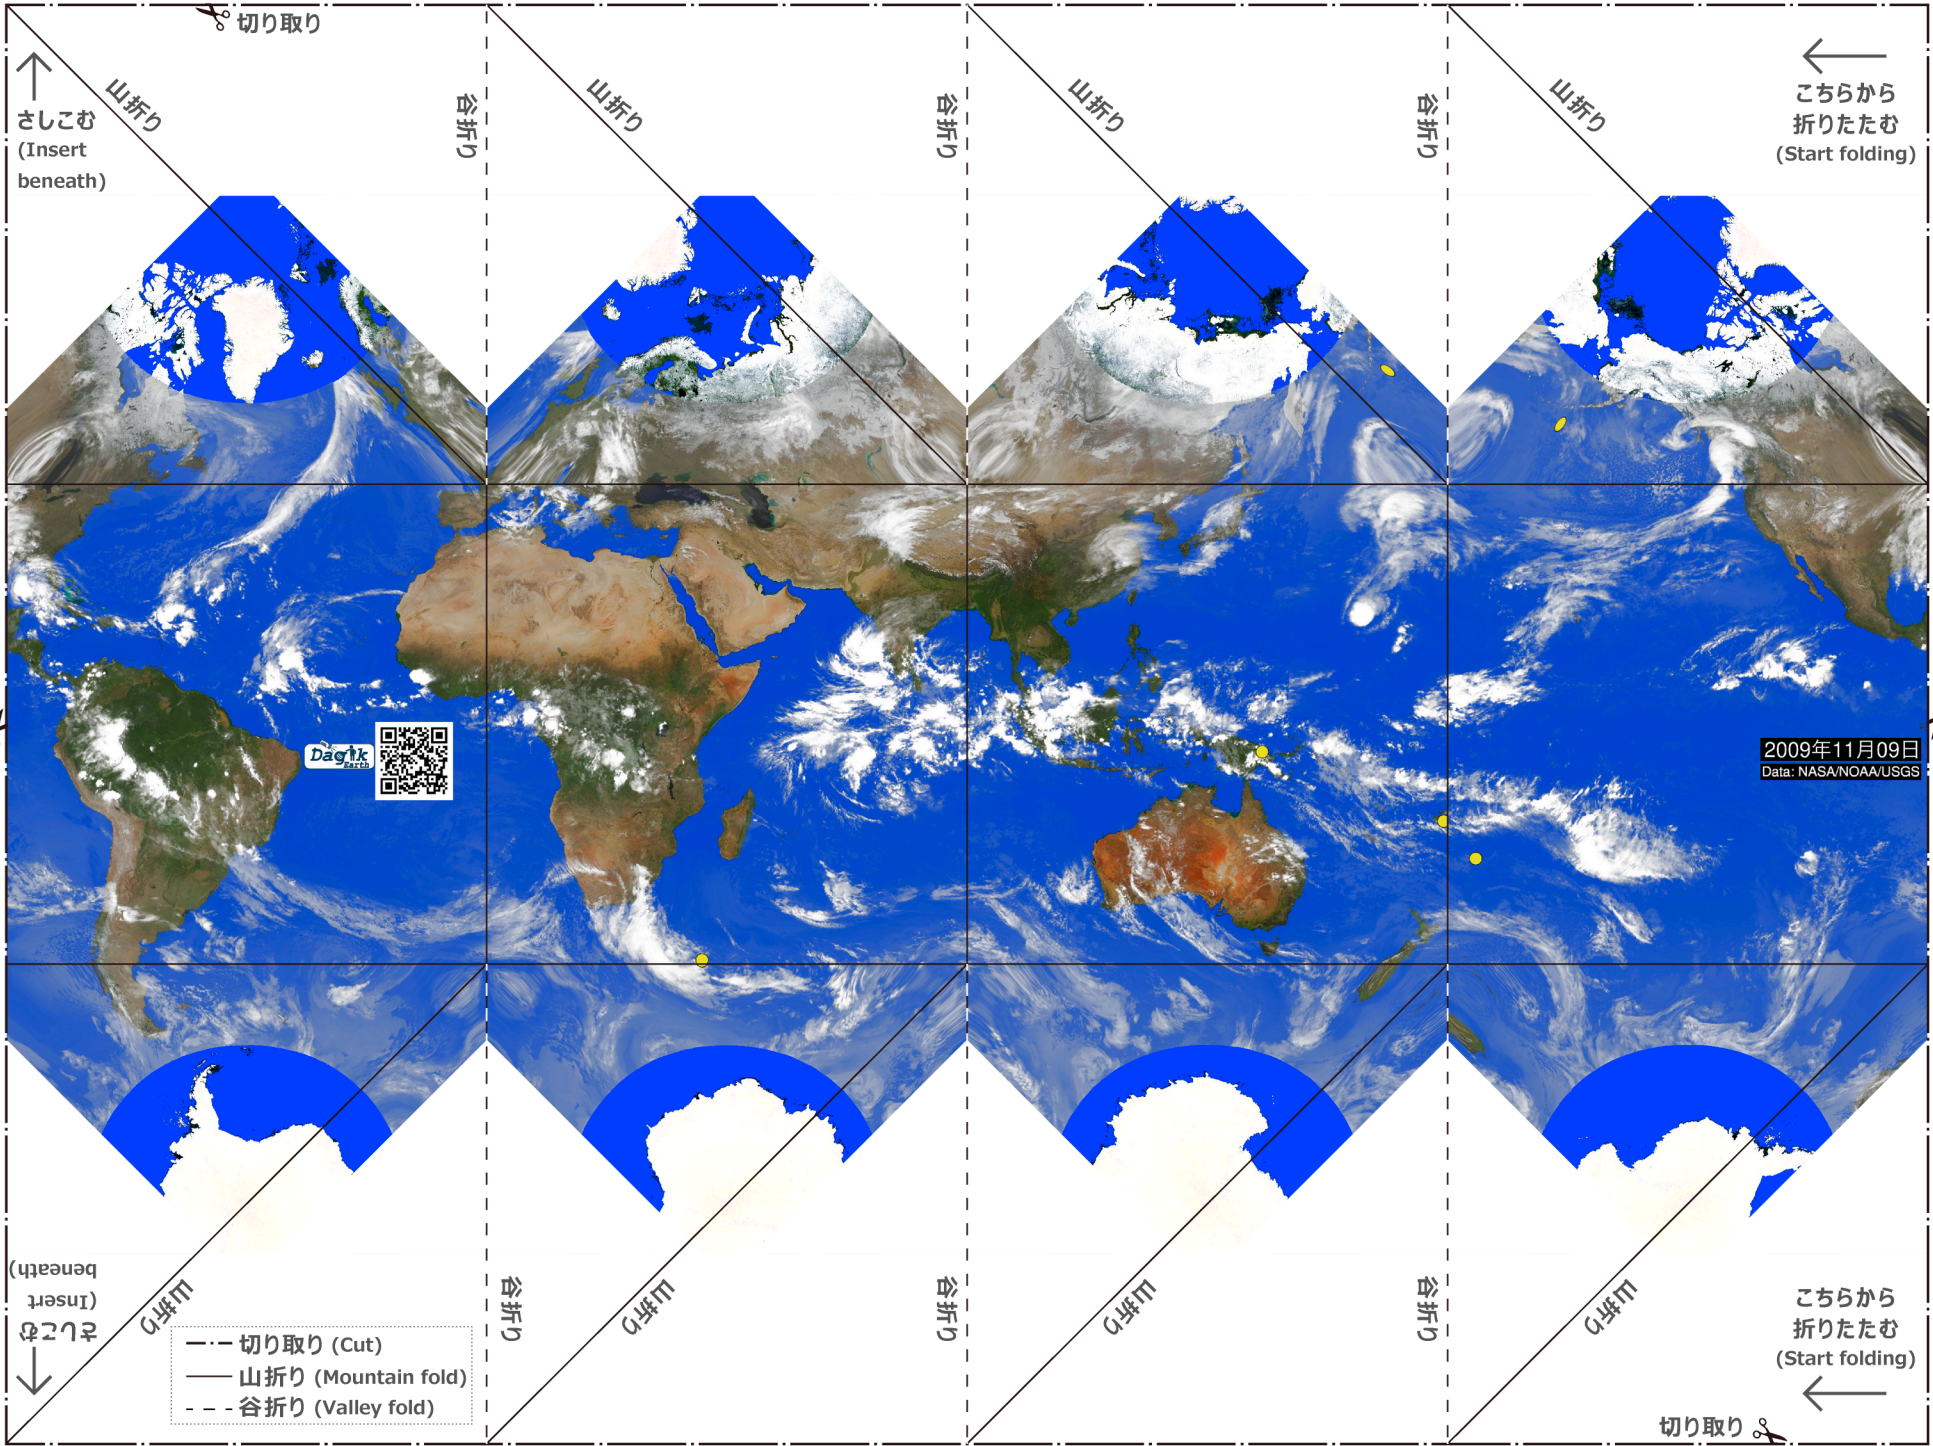 切り取り
山折り
谷折り
山折り
谷折り
山折り
谷折り
山折り
さしこむ
(Insert
beneath)
こちらから
折りたたむ
(Start folding)
Dagik
Earth
2009年11月09日
Data: NASA/NOAA/USGS
さしこむ
(Insert
beneath)
山折り
谷折り
山折り
谷折り
山折り
谷折り
山折り
こちらから
折りたたむ
(Start folding)
切り取り (Cut)
山折り (Mountain fold)
谷折り (Valley fold)
切り取り